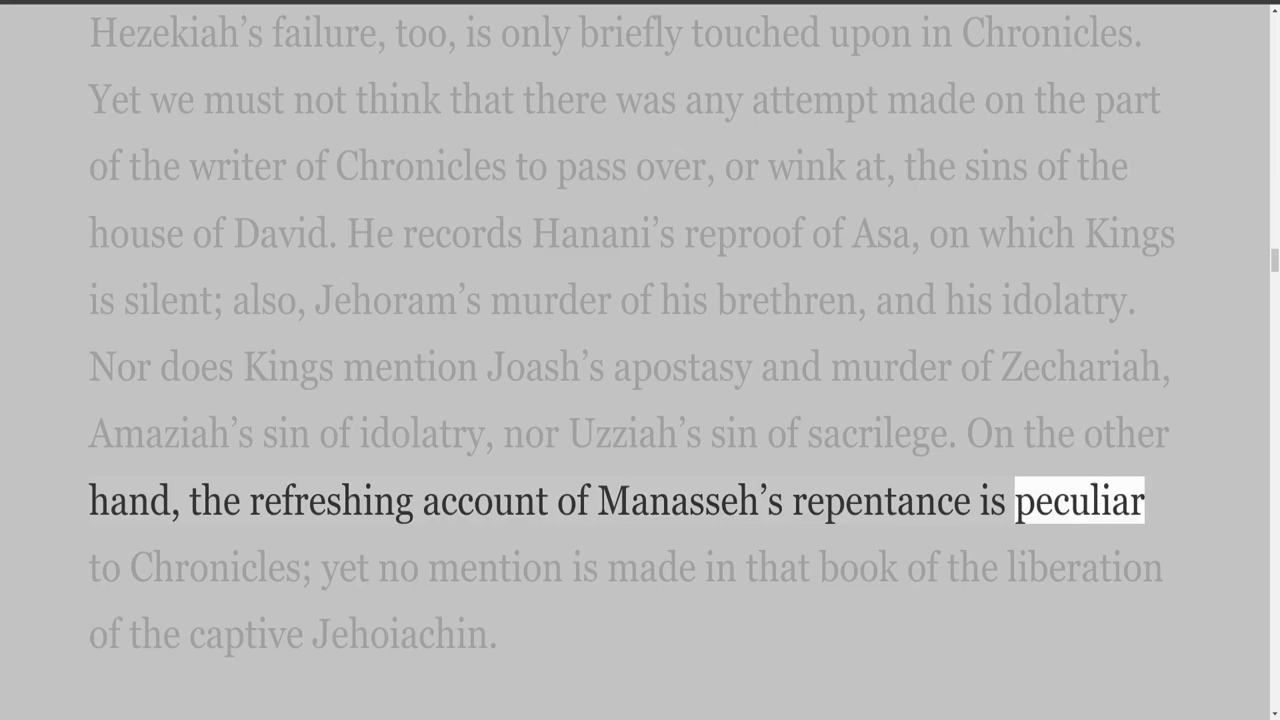 Hezekiah’s failure, too, is only briefly touched upon in Chronicles.
Yet we must not think that there was any attempt made on the part
of the writer of Chronicles to pass over, or wink at, the sins of the
house of David. He records Hanani’s reproof of Asa, on which Kings
is silent; also, Jehoram’s murder of his brethren, and his idolatry.
Nor does Kings mention Joash’s apostasy and murder of Zechariah,
Amaziah’s sin of idolatry, nor Uzziah’s sin of sacrilege. On the other
hand, the refreshing account of Manasseh’s repentance is peculiar
to Chronicles; yet no mention is made in that book of the liberation
of the captive Jehoiachin.